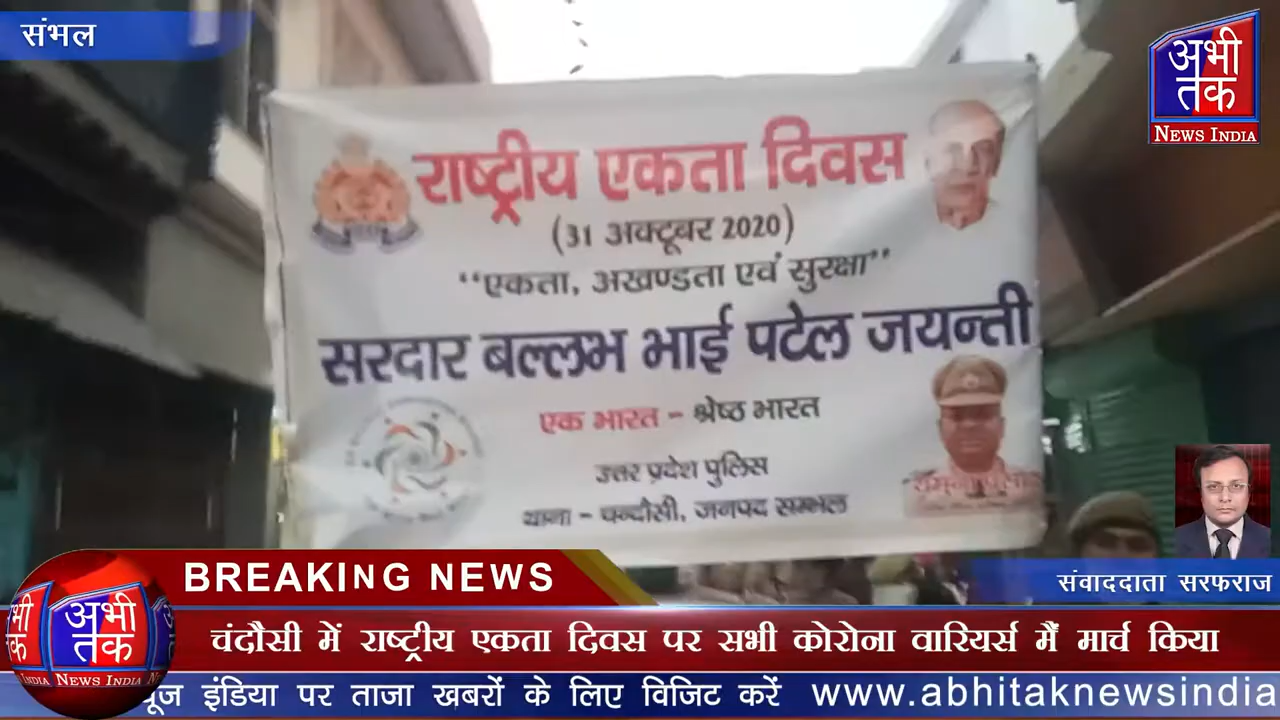 संभल
अभी
तक
NEWS INDIA
राष्ट्रीय एकता दिवस
(31 अक्टूबर 2020)
“एकता, अखण्डता एवं सुरक्षा”
सरदार बल्लभ भाई पटेल जयन्ती
एक भारत - श्रेष्ठ भारत
उत्तर प्रदेश पुलिस
थाना - चन्दौसी, जनपद सम्भल
संवाददाता सरफराज
BREAKING NEWS
अभी
तक
NEWS INDIA
चंदौसी में राष्ट्रीय एकता दिवस पर सभी कोरोना वारियर्स मैं मार्च किया
इंडिया पर ताजा खबरों के लिए विजिट करें www.abhitaknewsindia